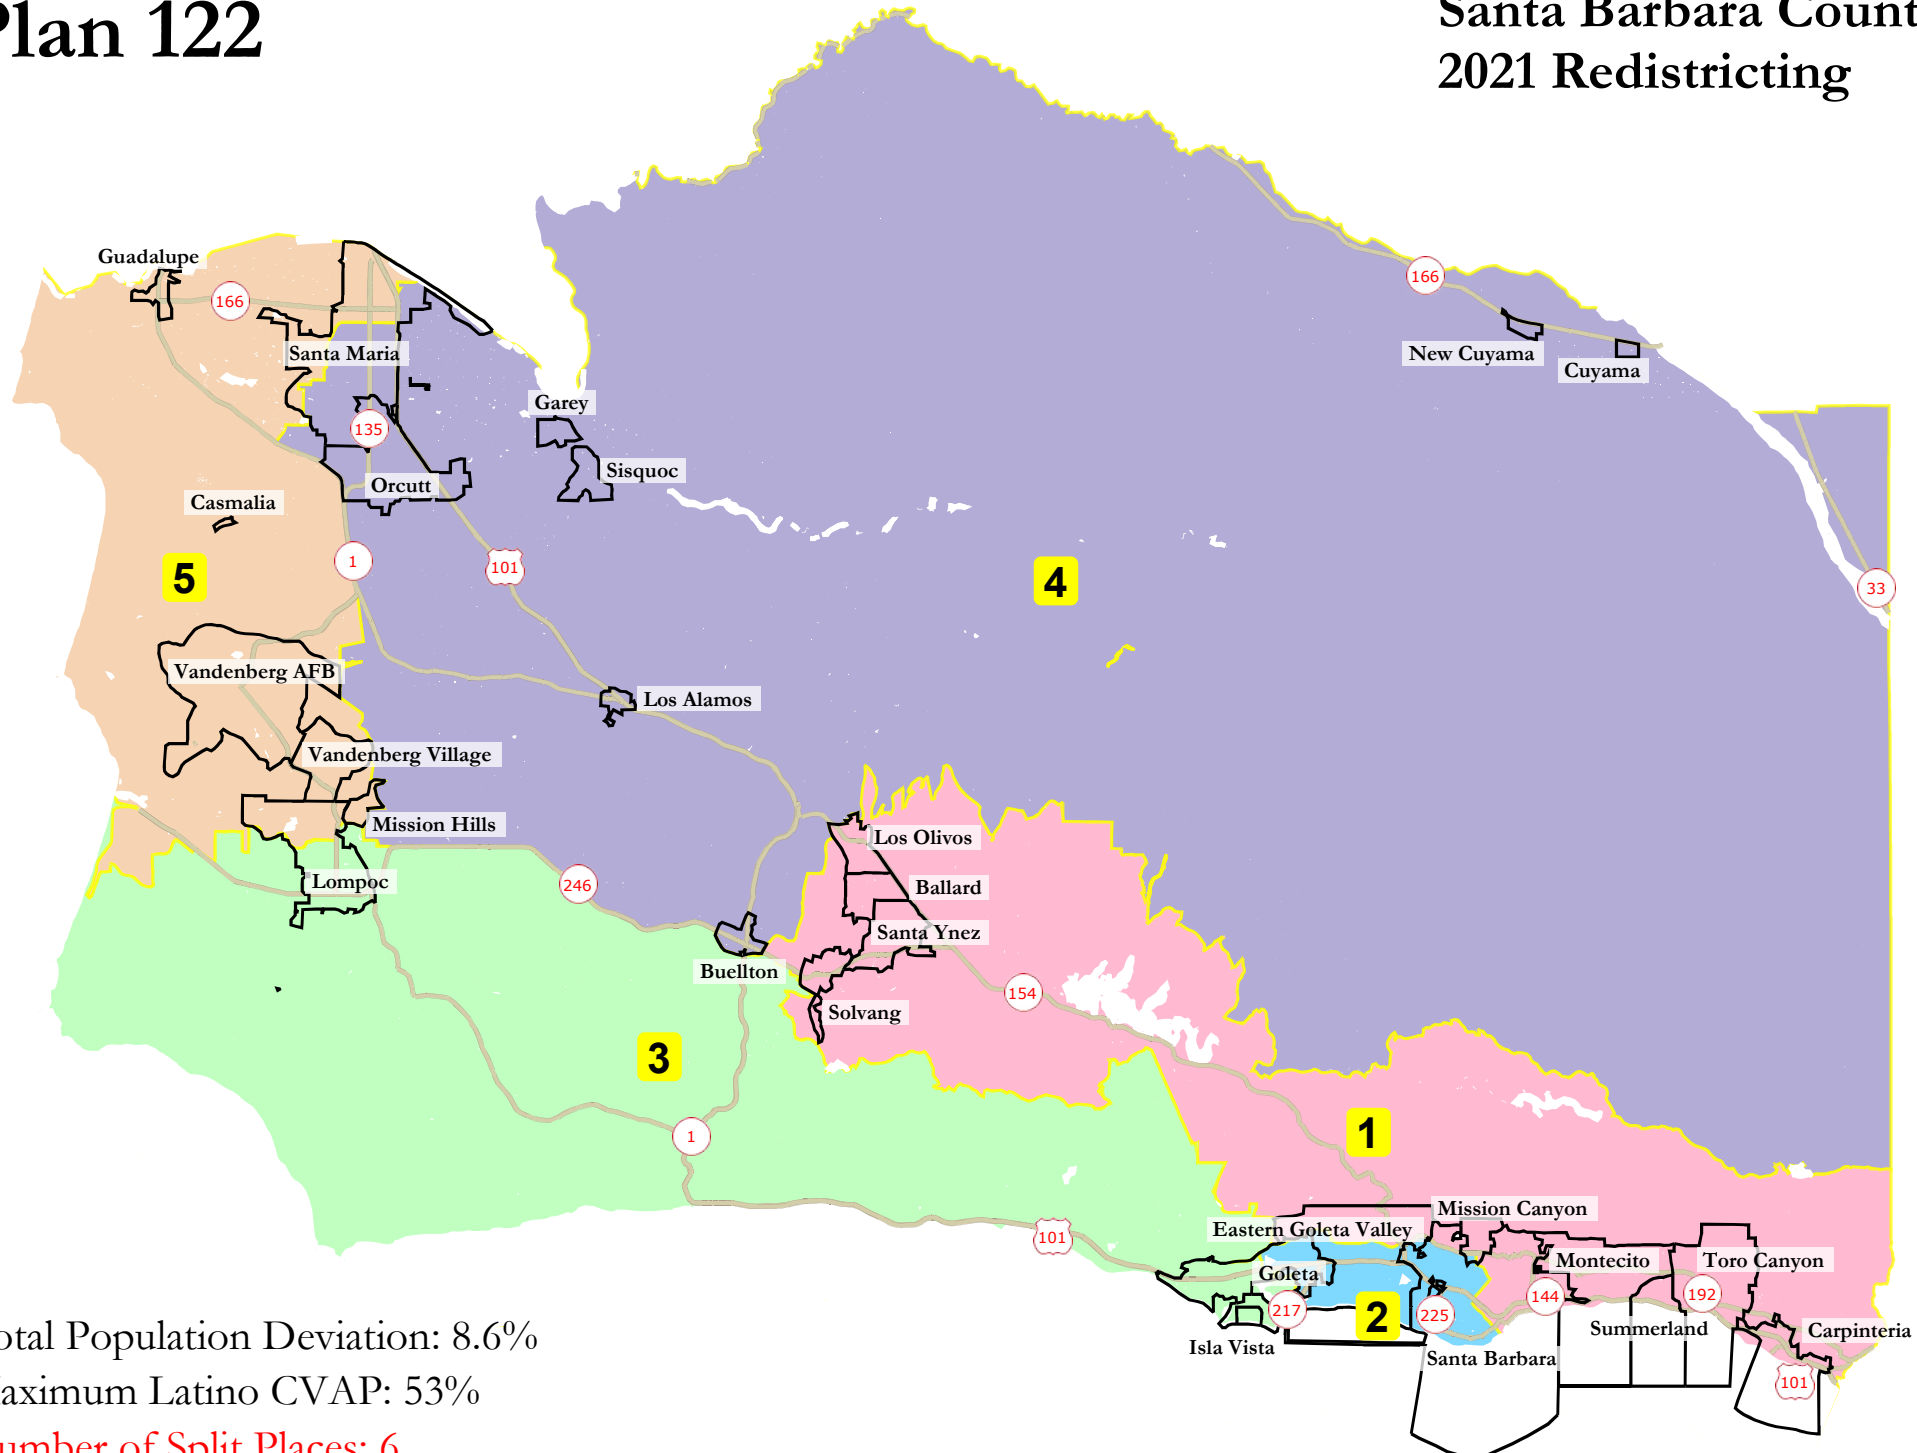 Plan 122
Santa Barbara Count
2021 Redistricting
Guadalupe
166
Santa Maria
135
Orcutt
Casmalia
Garey
Sisquoc
166
New Cuyama
Cuyama
33
5
1
101
4
Vandenberg AFB
Los Alamos
Vandenberg Village
Mission Hills
Lompoc
246
Los Olivos
Ballard
Santa Ynez
Buellton
Solvang
154
3
1
1
101
Mission Canyon
Eastern Goleta Valley
Goleta
Montecito
Toro Canyon
217
2
225
144
192
Isla Vista
Summerland
Carpinteria
Santa Barbara
101
otal Population Deviation: 8.6%
aximum Latino CVAP: 53%
umber of Split Places: 6